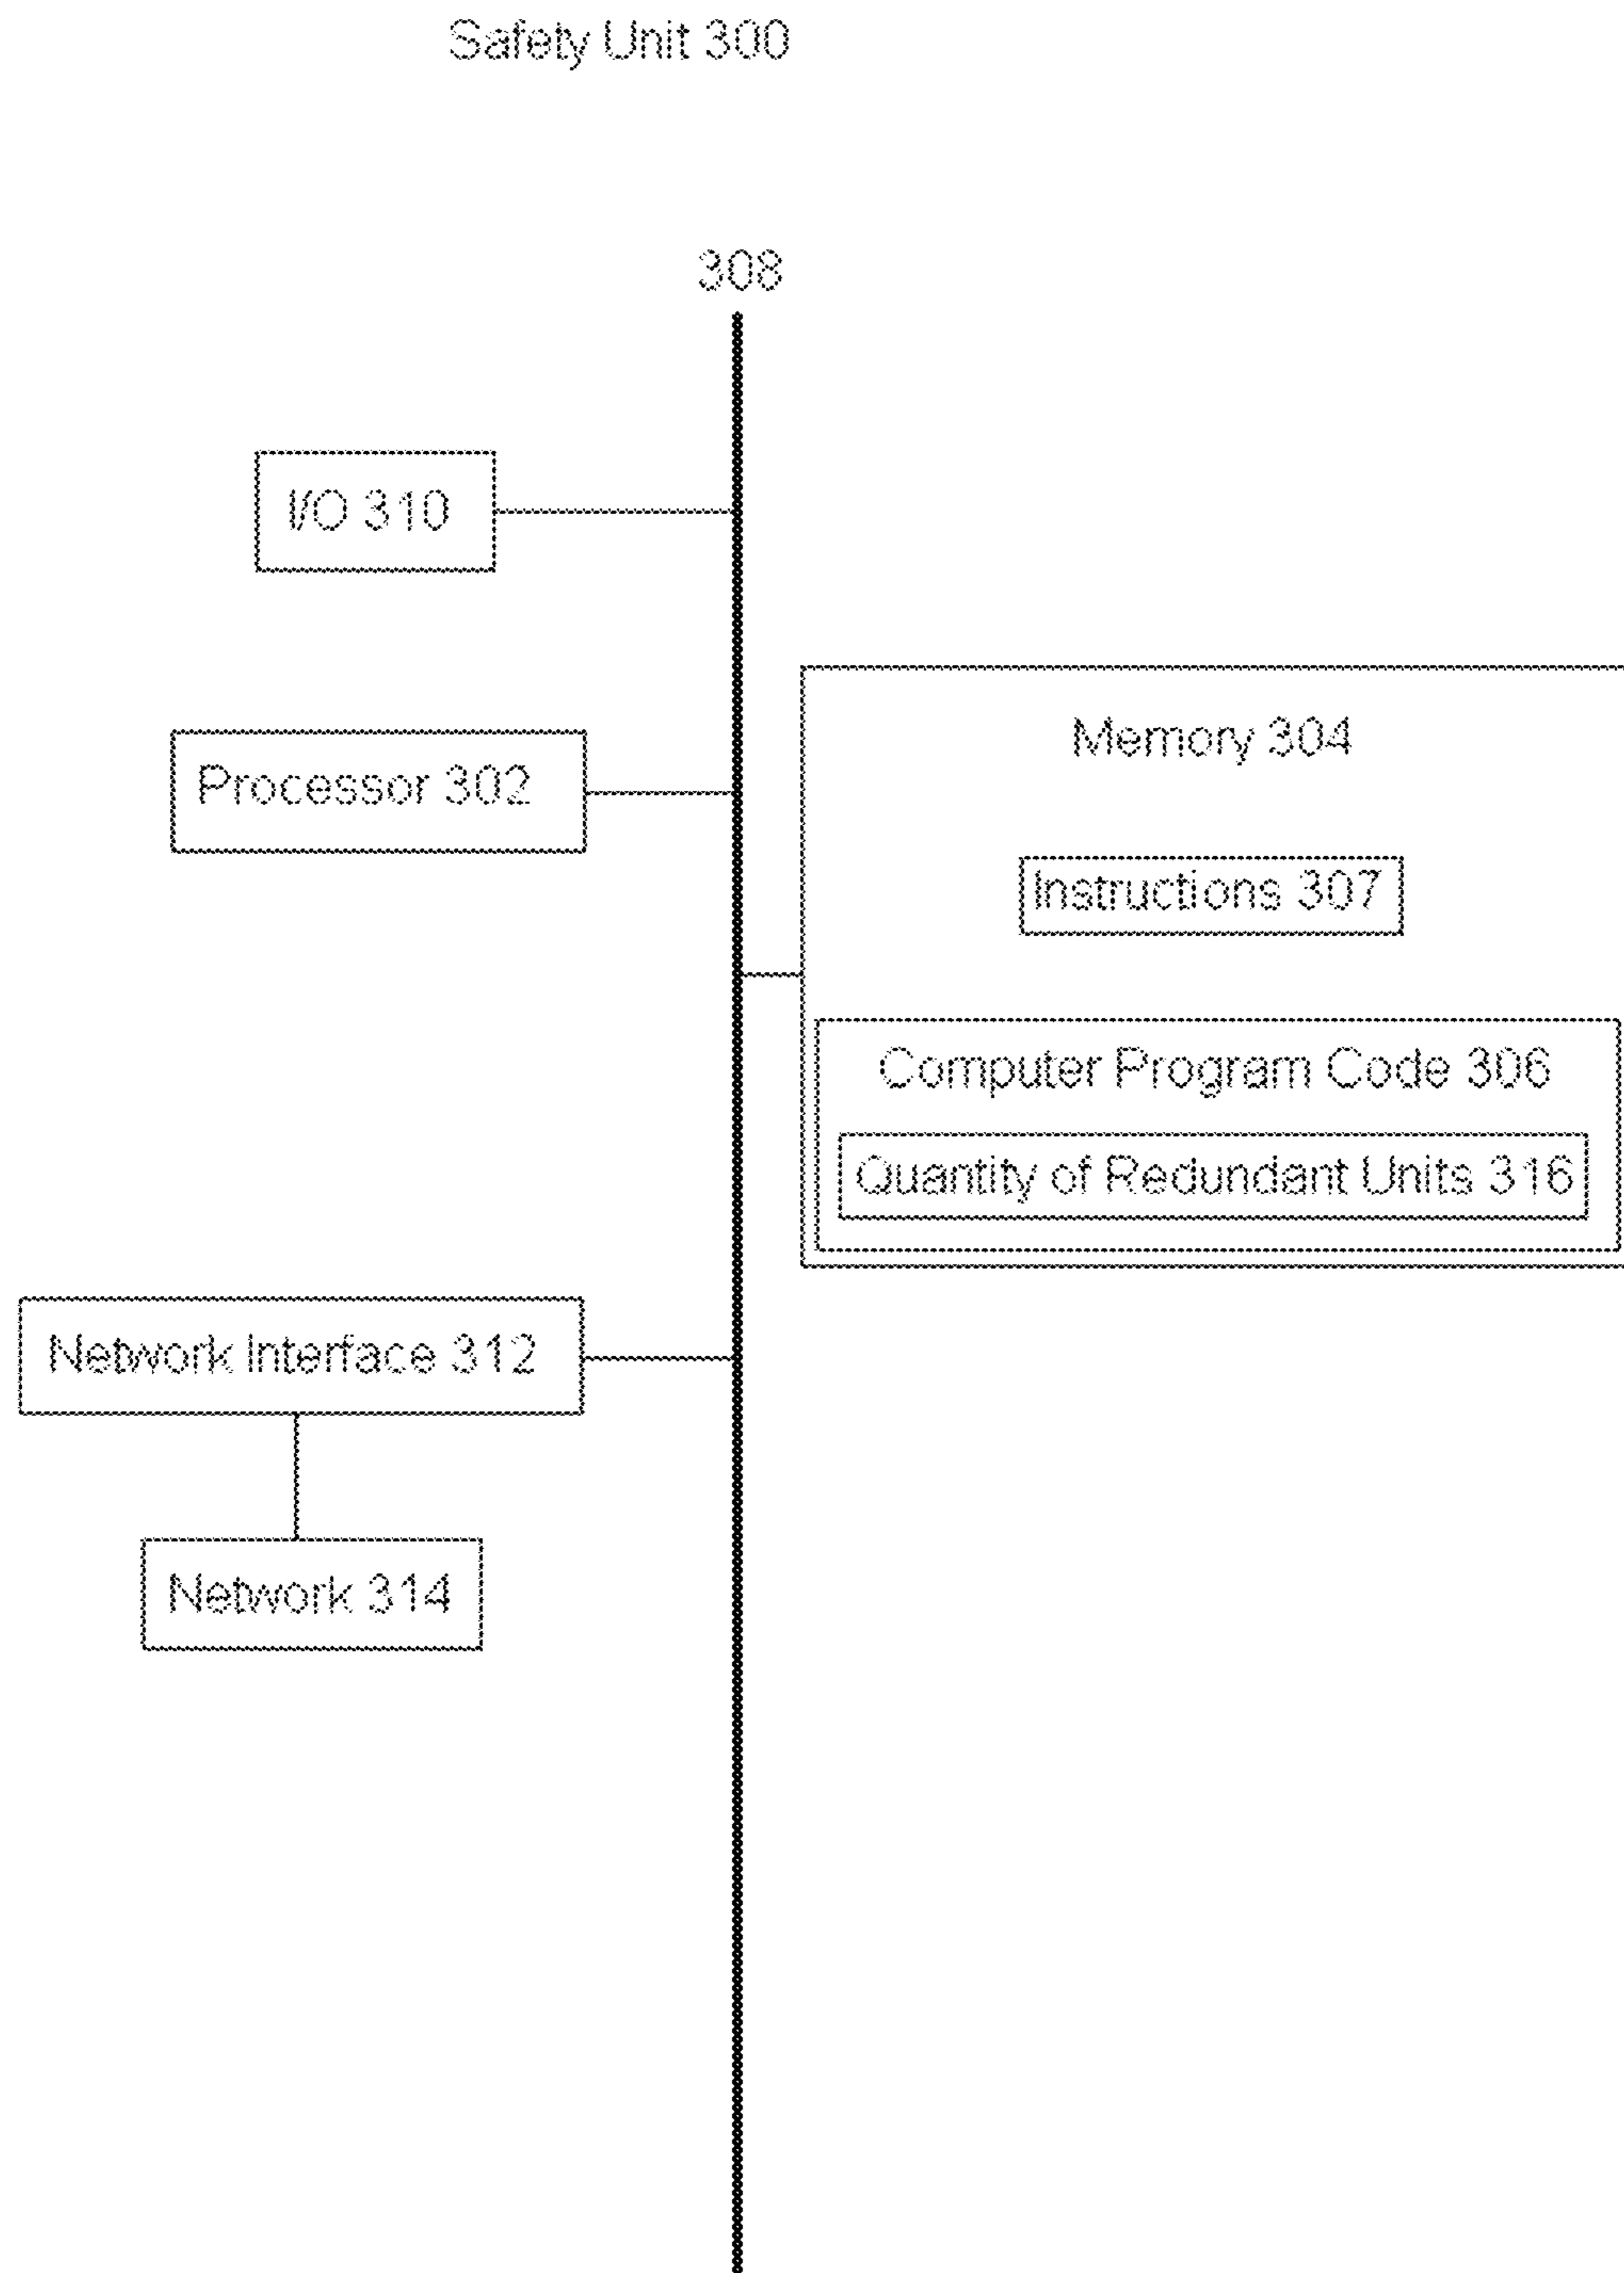 Safety Unit 300
308
I/O 310
Processor 302
Memory 304
Instructions 307
Computer Program Code 306
Quantity of Redundant Units 316
Network Interface 312
Network 314